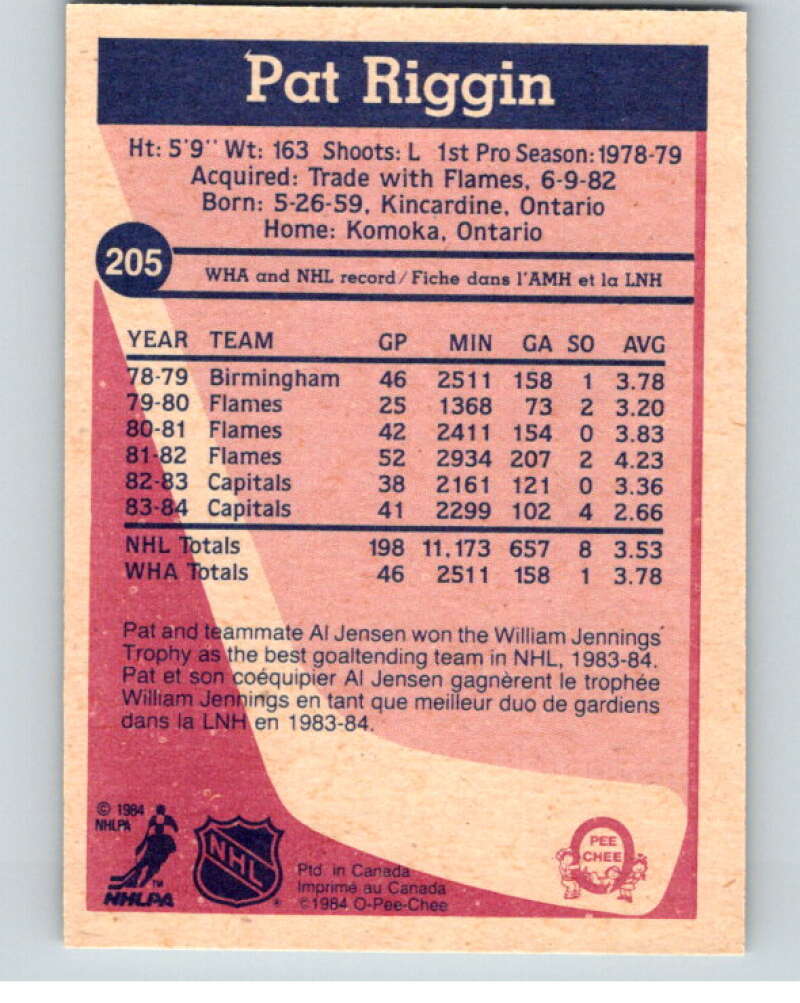 Pat Riggin
Ht: 5'9" Wt: 163 Shoots: L 1st Pro Season: 1978-79
Acquired: Trade with Flames, 6-9-82
Born: 5-26-59, Kincardine, Ontario
Home: Komoka, Ontario
205
WHA and NHL record/Fiche dans l'AMH et la LNH
YEAR TEAM GP MIN GA SO AVG
78-79 Birmingham 46 2511 158 1 3.78
79-80 Flames 25 1368 73 2 3.20
80-81 Flames 42 2411 154 0 3.83
81-82 Flames 52 2934 207 2 4.23
82-83 Capitals 38 2161 121 0 3.36
83-84 Capitals 41 2299 102 4 2.66
NHL Totals 198 11,173 657 8 3.53
WHA Totals 46 2511 158 1 3.78
Pat and teammate Al Jensen won the William Jennings
Trophy as the best goaltending team in NHL, 1983-84.
Pat et son coéquipier Al Jensen gagnèrent le trophée
William Jennings en tant que meilleur duo de gardiens
dans la LNH en 1983-84.
© 1984
NHLPA
NHLPA
TM
NHL
®
Ptd. in Canada
Imprimé au Canada
©1984 O-Pee-Chee
PEE
CHEE